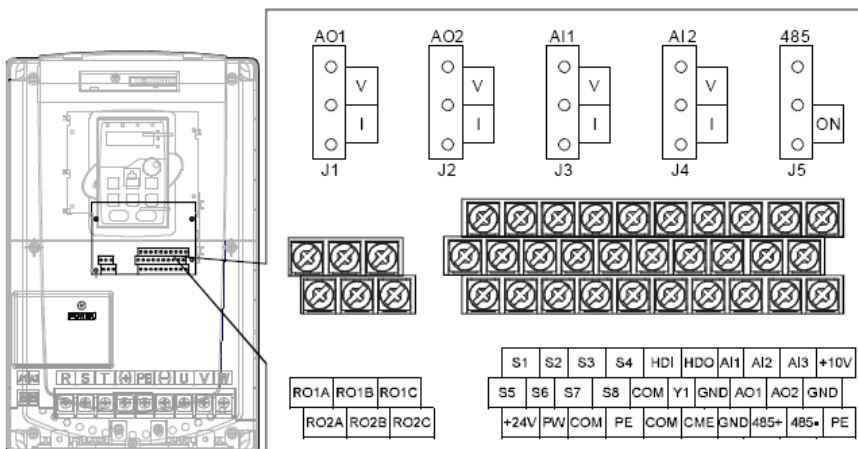 AO1 AO2 AI1 AI2 485
V V V V
I I I I ON
J1 J2 J3 J4 J5
R S T (+) PE (−) U V W
PE PE
S1 S2 S3 S4 HDI HDO AI1 AI2 AI3 +10V
RO1A RO1B RO1C
S5 S6 S7 S8 COM Y1 GND AO1 AO2 GND
RO2A RO2B RO2C
+24V PW COM PE COM CME GND 485+ 485- PE